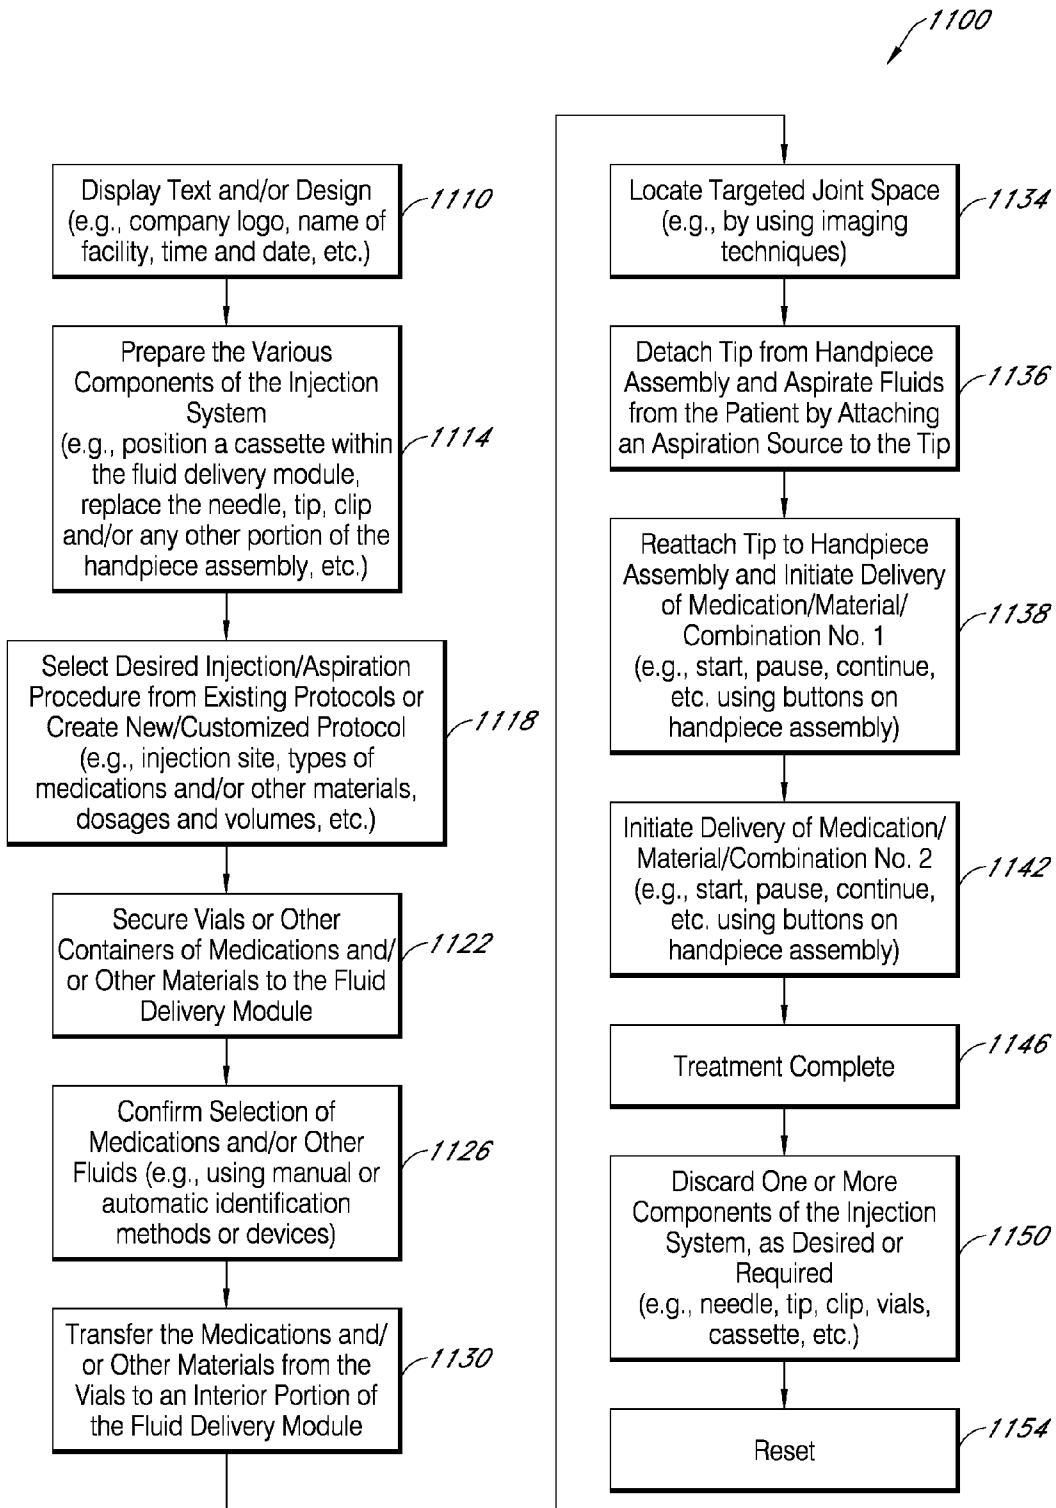 1100
Display Text and/or Design
(e.g., company logo, name of
facility, time and date, etc.)
1110
Prepare the Various
Components of the Injection
System
(e.g., position a cassette within
the fluid delivery module,
replace the needle, tip, clip
and/or any other portion of the
handpiece assembly, etc.)
1114
Select Desired Injection/Aspiration
Procedure from Existing Protocols or
Create New/Customized Protocol
(e.g., injection site, types of
medications and/or other materials,
dosages and volumes, etc.)
1118
Secure Vials or Other
Containers of Medications and/
or Other Materials to the Fluid
Delivery Module
1122
Confirm Selection of
Medications and/or Other
Fluids (e.g., using manual or
automatic identification
methods or devices)
1126
Transfer the Medications and/
or Other Materials from the
Vials to an Interior Portion of
the Fluid Delivery Module
1130
Locate Targeted Joint Space
(e.g., by using imaging
techniques)
1134
Detach Tip from Handpiece
Assembly and Aspirate Fluids
from the Patient by Attaching
an Aspiration Source to the Tip
1136
Reattach Tip to Handpiece
Assembly and Initiate Delivery
of Medication/Material/
Combination No. 1
(e.g., start, pause, continue,
etc. using buttons on
handpiece assembly)
1138
Initiate Delivery of Medication/
Material/Combination No. 2
(e.g., start, pause, continue,
etc. using buttons on
handpiece assembly)
1142
Treatment Complete
1146
Discard One or More
Components of the Injection
System, as Desired or
Required
(e.g., needle, tip, clip, vials,
cassette, etc.)
1150
Reset
1154